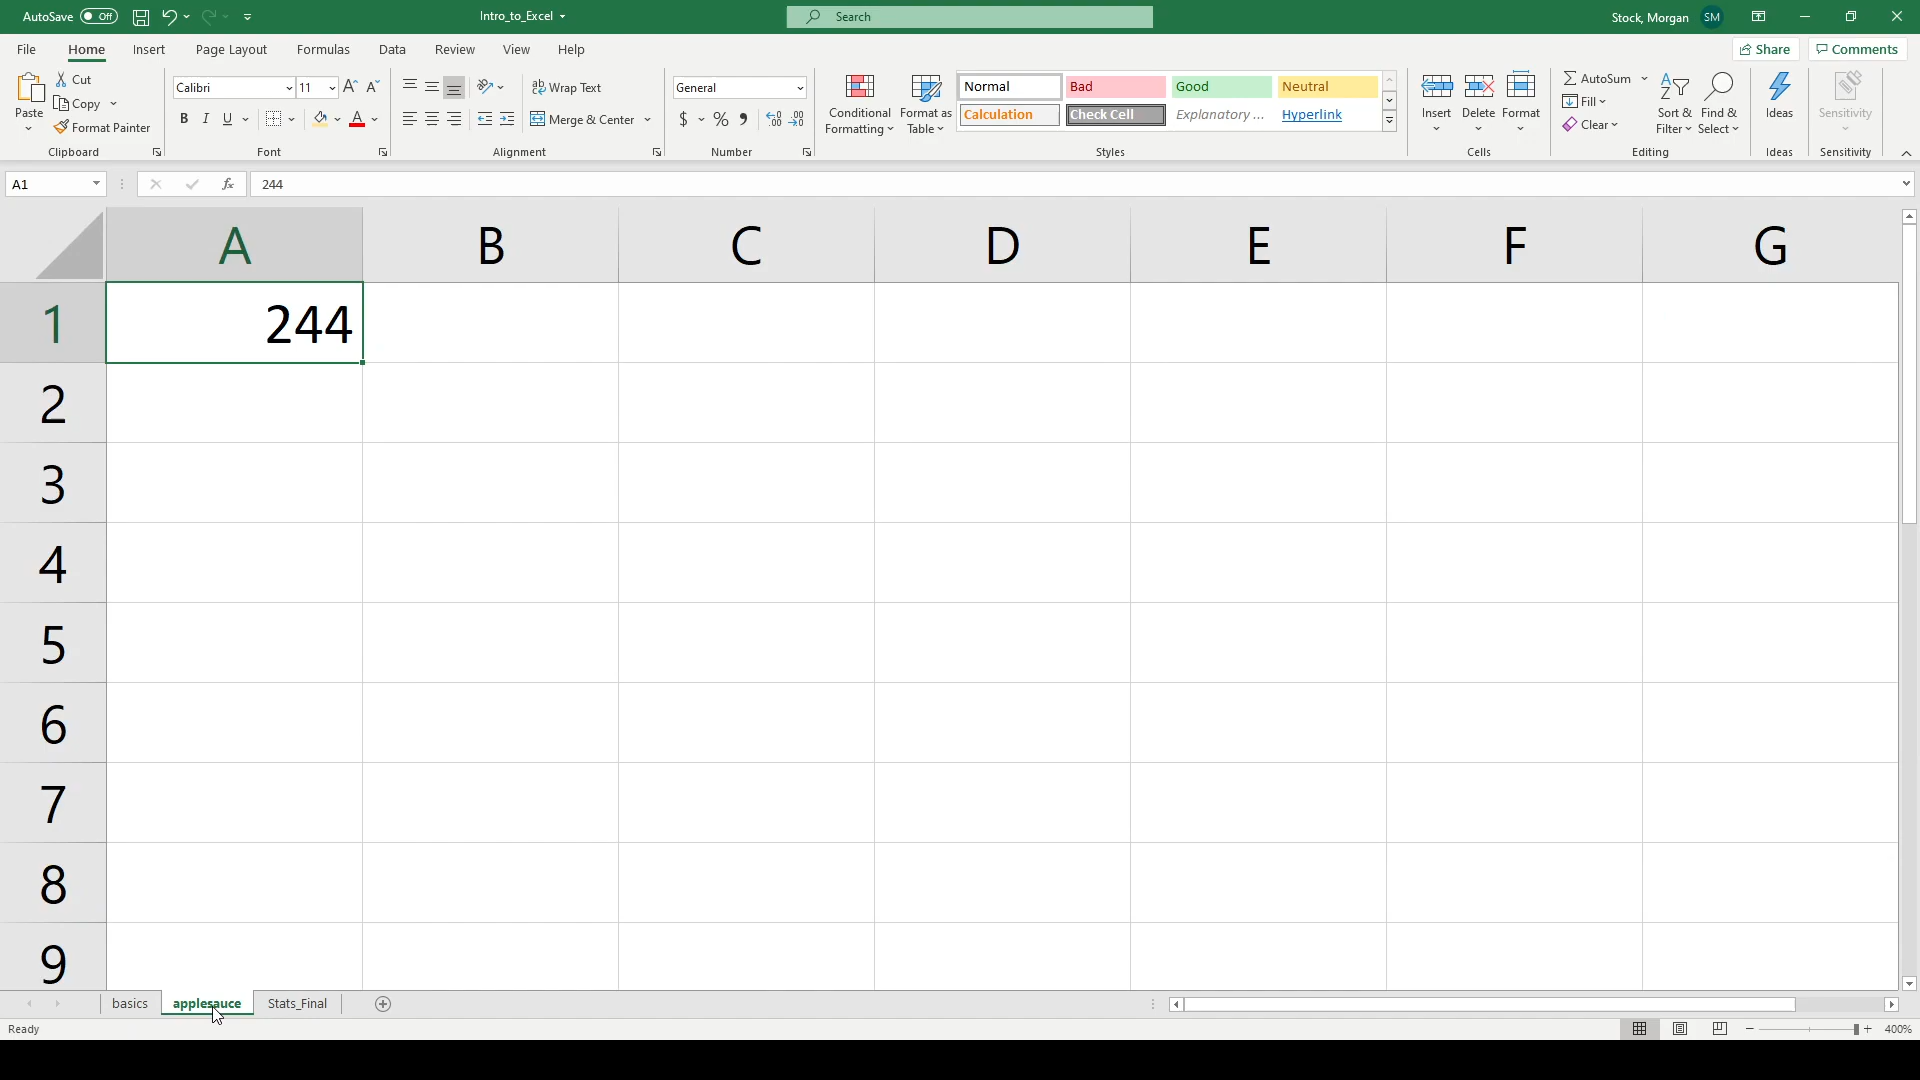 AutoSave Off Intro_to_Excel Search Stock, Morgan SM
File Home Insert Page Layout Formulas Data Review View Help Share Comments
Paste Cut Copy Format Painter Clipboard
Calibri 11 A A B I U A Font
ab Wrap Text Merge & Center Alignment
General $ % Number
Conditional Formatting Format as Table
Normal Bad Good Neutral
Calculation Check Cell Explanatory ... Hyperlink
Styles
Insert Delete Format Cells
AutoSum Fill Clear Sort & Filter Find & Select Editing
Ideas Ideas
Sensitivity Sensitivity
A1 fx 244
A B C D E F G
1 244
2
3
4
5
6
7
8
9
basics applesauce Stats_Final
Ready 400%